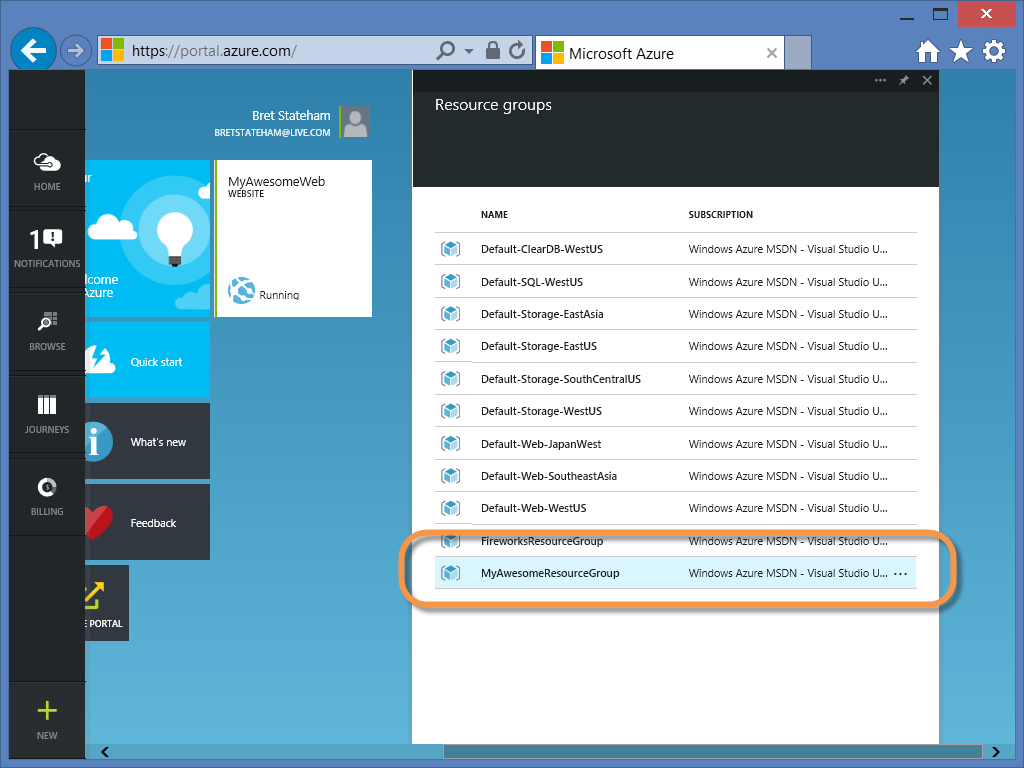 https://portal.azure.com/
Microsoft Azure
Bret Stateham
BRETSTATEHAM@LIVE.COM
HOME
1
NOTIFICATIONS
BROWSE
JOURNEYS
BILLING
NEW
ur
lcome
Azure
MyAwesomeWeb
WEBSITE
Running
Quick start
What's new
Feedback
E PORTAL
Resource groups
NAME SUBSCRIPTION
Default-ClearDB-WestUS Windows Azure MSDN - Visual Studio U...
Default-SQL-WestUS Windows Azure MSDN - Visual Studio U...
Default-Storage-EastAsia Windows Azure MSDN - Visual Studio U...
Default-Storage-EastUS Windows Azure MSDN - Visual Studio U...
Default-Storage-SouthCentralUS Windows Azure MSDN - Visual Studio U...
Default-Storage-WestUS Windows Azure MSDN - Visual Studio U...
Default-Web-JapanWest Windows Azure MSDN - Visual Studio U...
Default-Web-SoutheastAsia Windows Azure MSDN - Visual Studio U...
Default-Web-WestUS Windows Azure MSDN - Visual Studio U...
FireworksResourceGroup Windows Azure MSDN - Visual Studio U...
MyAwesomeResourceGroup Windows Azure MSDN - Visual Studio U... ...